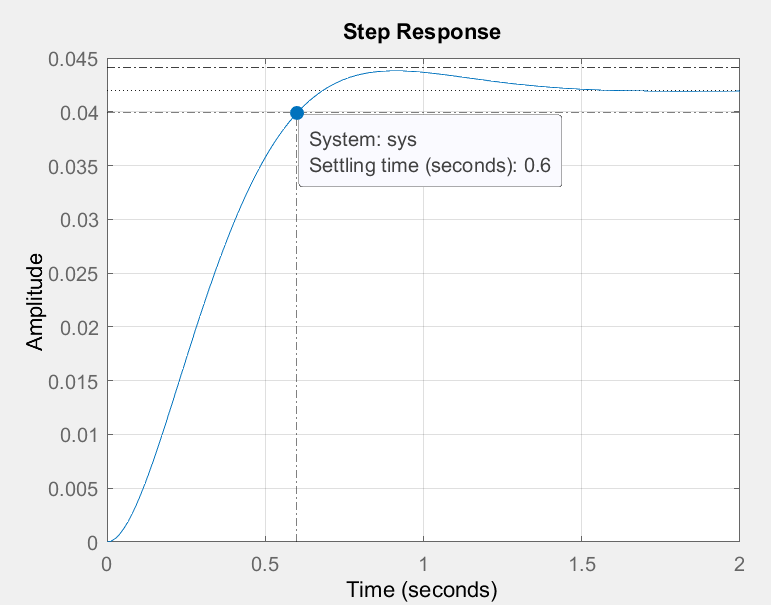 Step Response
0.045
0.04
0.035
0.03
0.025
0.02
0.015
0.01
0.005
0
Amplitude
System: sys
Settling time (seconds): 0.6
0 0.5 1 1.5 2
Time (seconds)